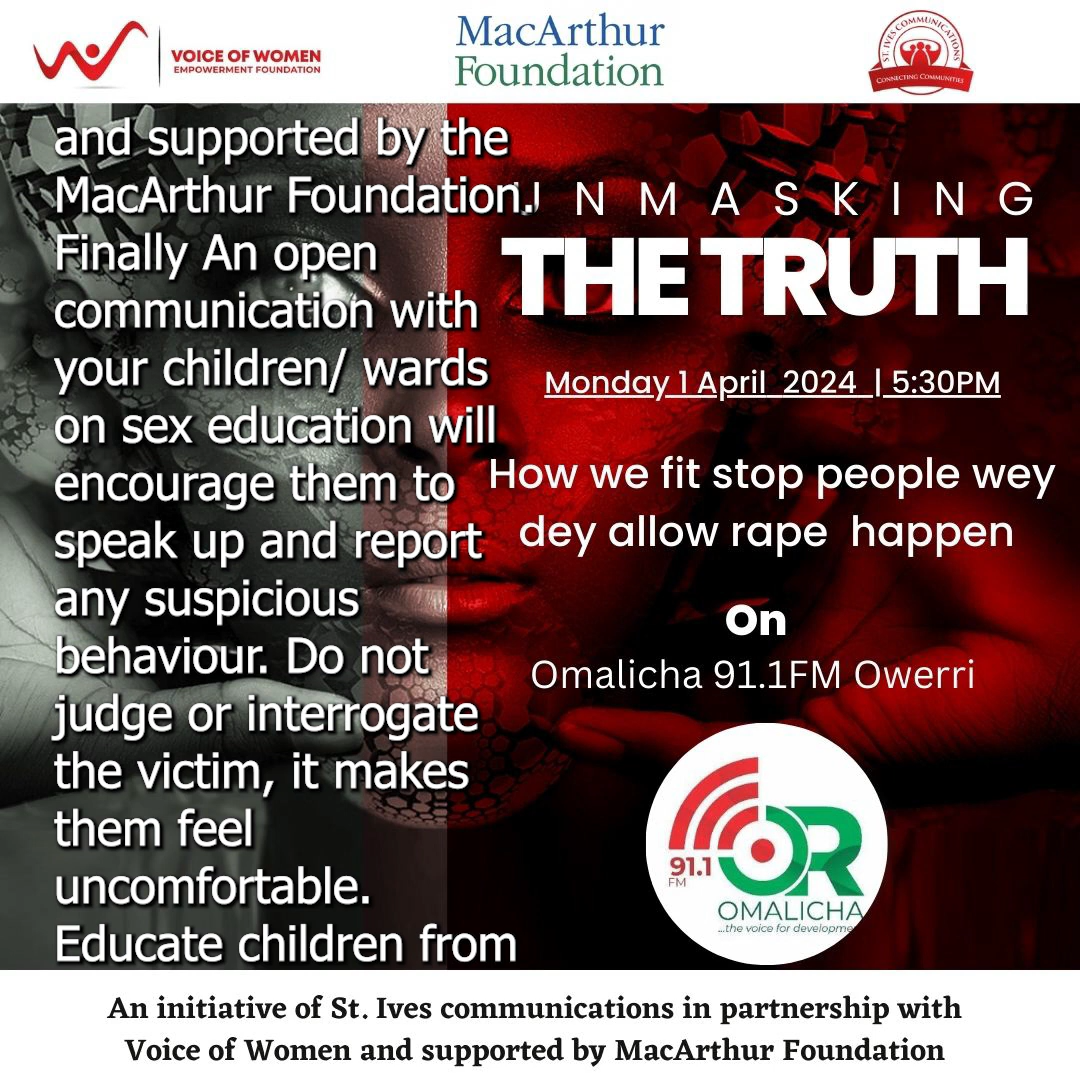 VOICE OF WOMEN
EMPOWERMENT FOUNDATION
MacArthur
Foundation
ST. IVES COMMUNICATIONS
CONNECTING COMMUNITIES
and supported by the
MacArthur Foundation.
Finally An open
communication with
your children/ wards
on sex education will
encourage them to
speak up and report
any suspicious
behaviour. Do not
judge or interrogate
the victim, it makes
them feel
uncomfortable.
Educate children from
UNMASKING
THE TRUTH
Monday 1 April 2024 | 5:30PM
How we fit stop people wey
dey allow rape happen
On
Omalicha 91.1FM Owerri
91.1
FM
OR
OMALICHA
...the voice for developme
An initiative of St. Ives communications in partnership with
Voice of Women and supported by MacArthur Foundation